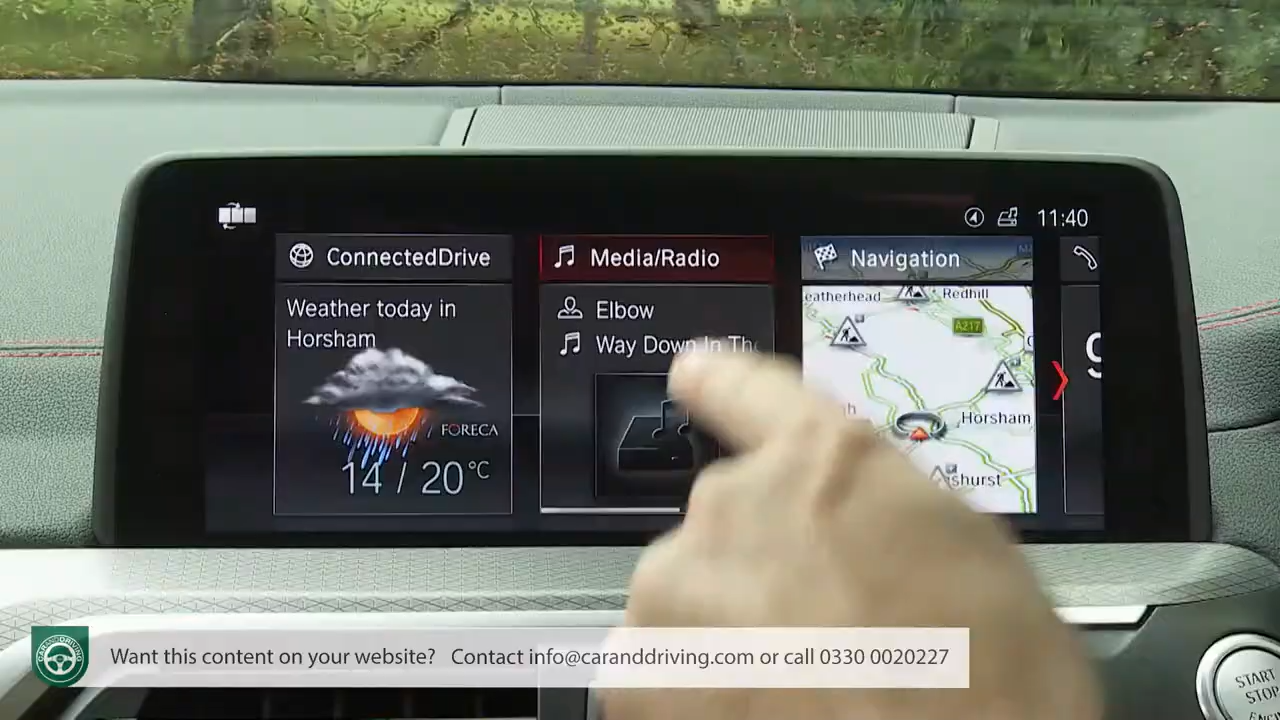 11:40
ConnectedDrive
Weather today in
Horsham
FORECA
14 / 20°C
Media/Radio
Elbow
Way Down In The
Navigation
eatherhead
Redhill
A217
Horsham
shurst
CARANDDRIVING
Want this content on your website? Contact info@caranddriving.com or call 0330 0020227
START
STOP